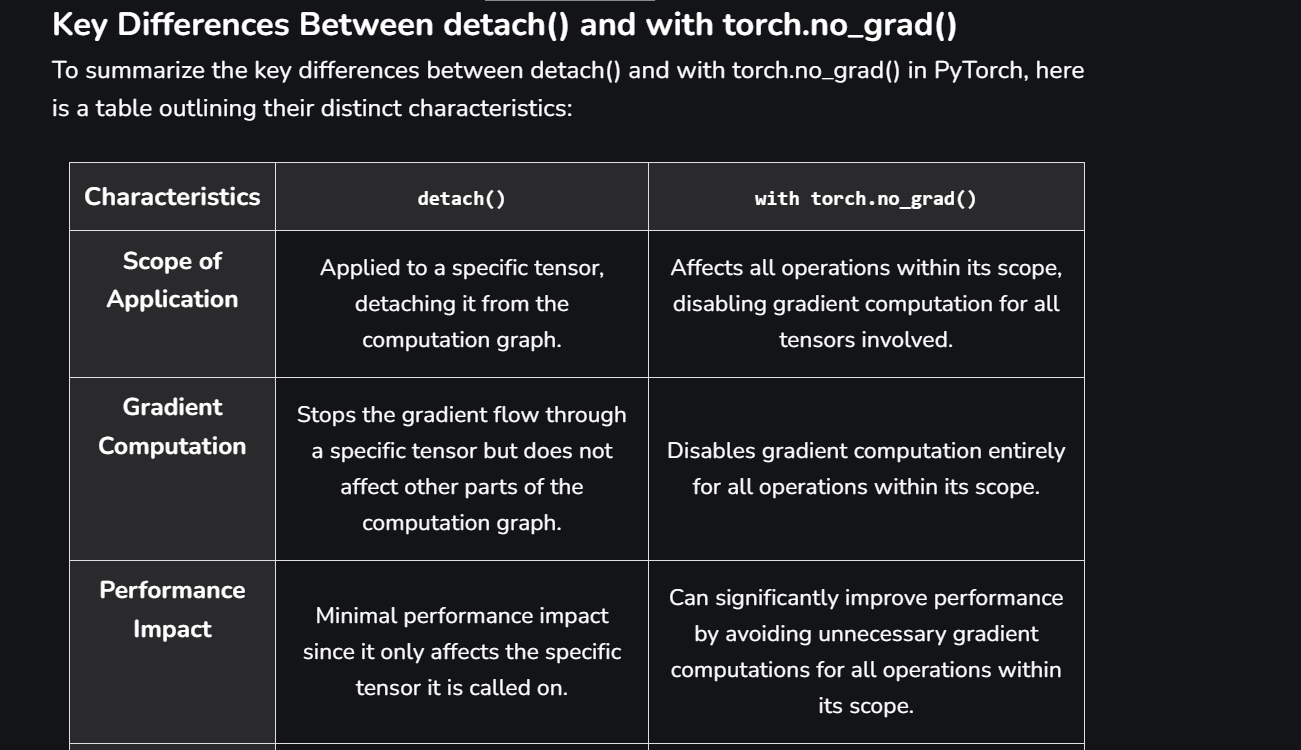 Key Differences Between detach() and with torch.no_grad()
To summarize the key differences between detach() and with torch.no_grad() in PyTorch, here
is a table outlining their distinct characteristics:
Characteristics
detach()
with torch.no_grad()
Scope of
Application
Applied to a specific tensor,
detaching it from the
computation graph.
Affects all operations within its scope,
disabling gradient computation for all
tensors involved.
Gradient
Computation
Stops the gradient flow through
a specific tensor but does not
affect other parts of the
computation graph.
Disables gradient computation entirely
for all operations within its scope.
Performance
Impact
Minimal performance impact
since it only affects the specific
tensor it is called on.
Can significantly improve performance
by avoiding unnecessary gradient
computations for all operations within
its scope.